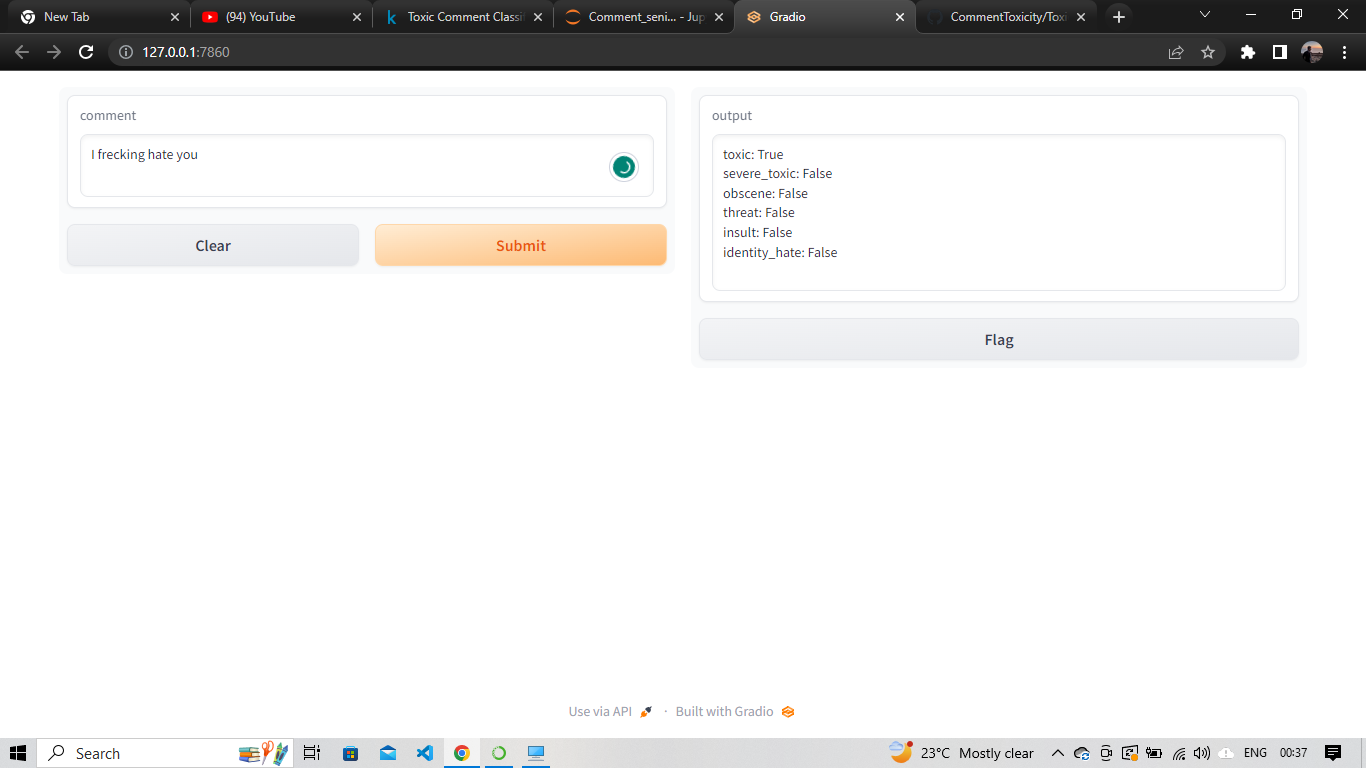 New Tab
(94) YouTube
Toxic Comment Classif
Comment_seni... - Jup
Gradio
CommentToxicity/Toxi
127.0.0.1:7860
comment
I frecking hate you
Clear
Submit
output
toxic: True
severe_toxic: False
obscene: False
threat: False
insult: False
identity_hate: False
Flag
Use via API · Built with Gradio
Search
23°C Mostly clear
ENG
00:37